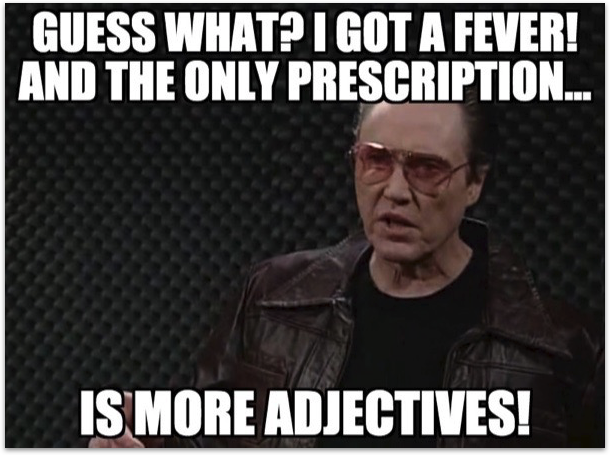 GUESS WHAT? I GOT A FEVER!
AND THE ONLY PRESCRIPTION...
IS MORE ADJECTIVES!